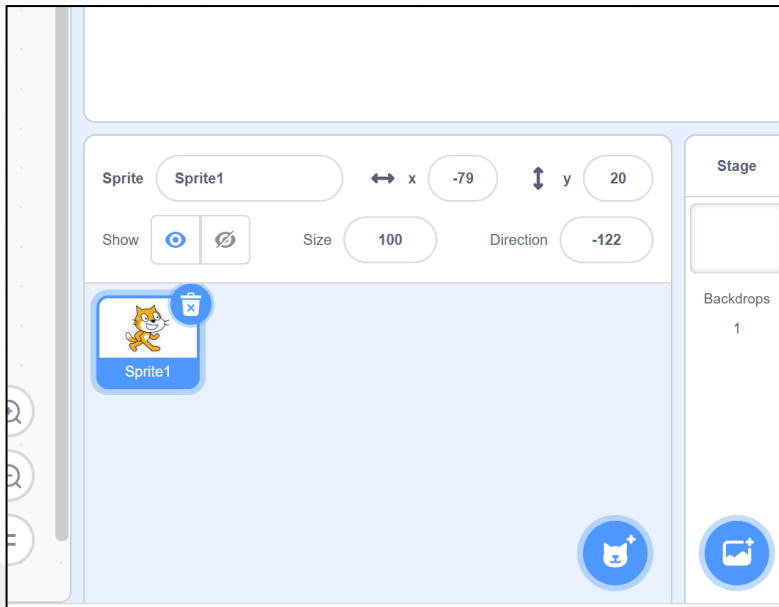 Sprite Sprite1 x -79 y 20
Show Size 100 Direction -122
Sprite1
Stage
Backdrops
1